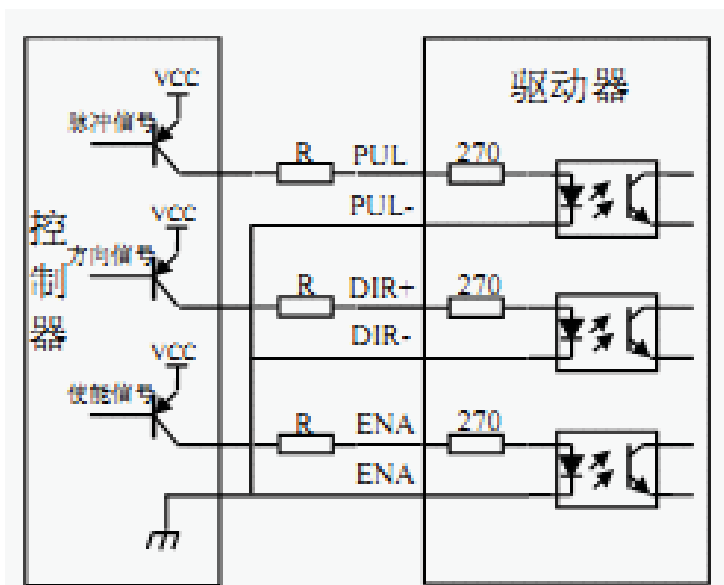 驱动器
VCC
脉冲信号
R PUL 270
PUL-
控制器
VCC
方向信号
R DIR+ 270
DIR-
VCC
使能信号
R ENA 270
ENA